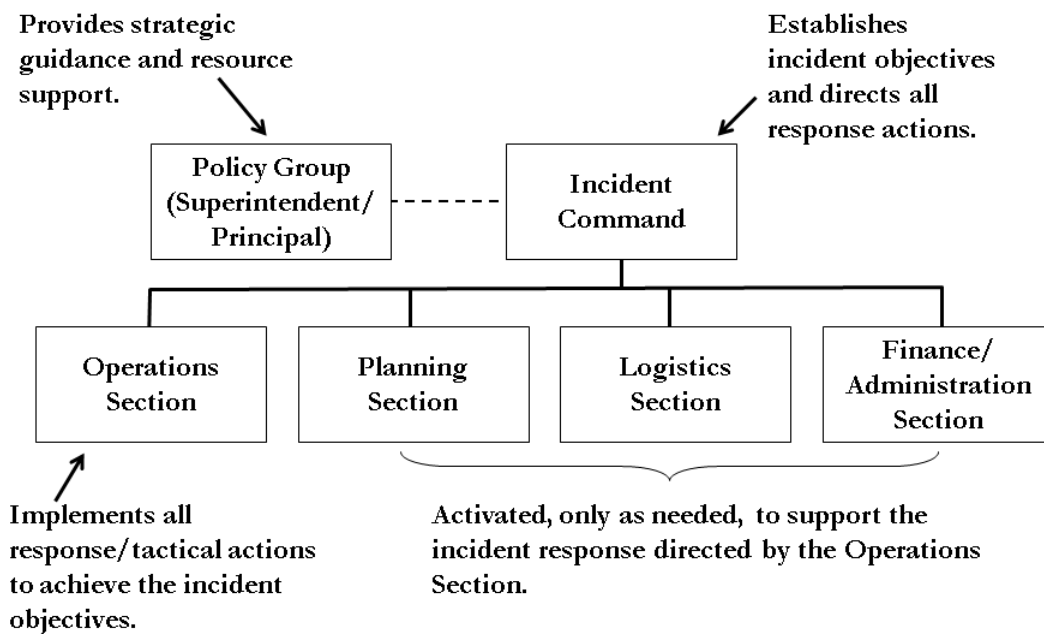 Provides strategic
guidance and resource
support.
Establishes
incident objectives
and directs all
response actions.
Policy Group
(Superintendent/
Principal)
Incident
Command
Operations
Section
Planning
Section
Logistics
Section
Finance/
Administration
Section
Implements all
response/tactical actions
to achieve the incident
objectives.
Activated, only as needed, to support the
incident response directed by the Operations
Section.